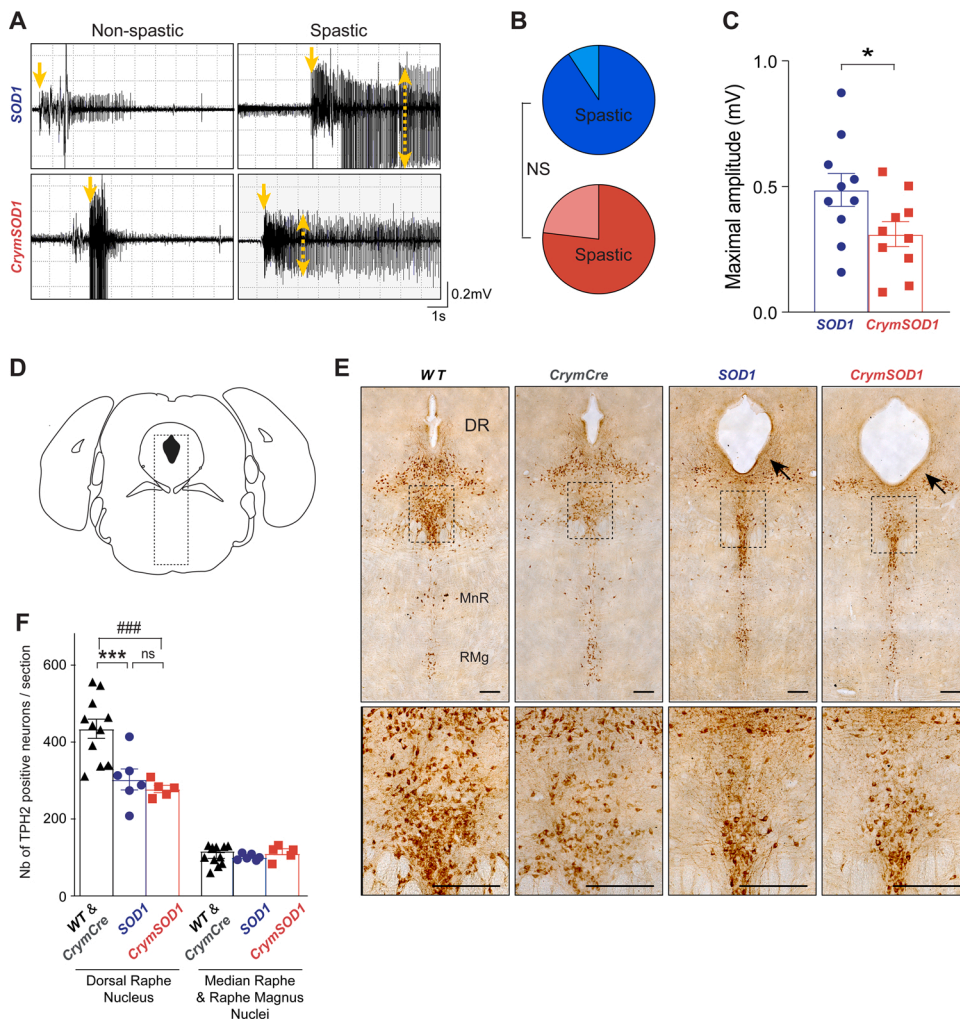 A
Non-spastic
Spastic
SOD1
CrymSOD1
0.2mV
1s
B
Spastic
NS
Spastic
C
*
Maximal amplitude (mV)
1.0
0.5
0.0
SOD1
CrymSOD1
D
E
WT
CrymCre
SOD1
CrymSOD1
DR
MnR
RMg
F
###
***
ns
Nb of TPH2 positive neurons / section
600
400
200
0
WT &
CrymCre
SOD1
CrymSOD1
WT &
CrymCre
SOD1
CrymSOD1
Dorsal Raphe
Nucleus
Median Raphe
& Raphe Magnus
Nuclei